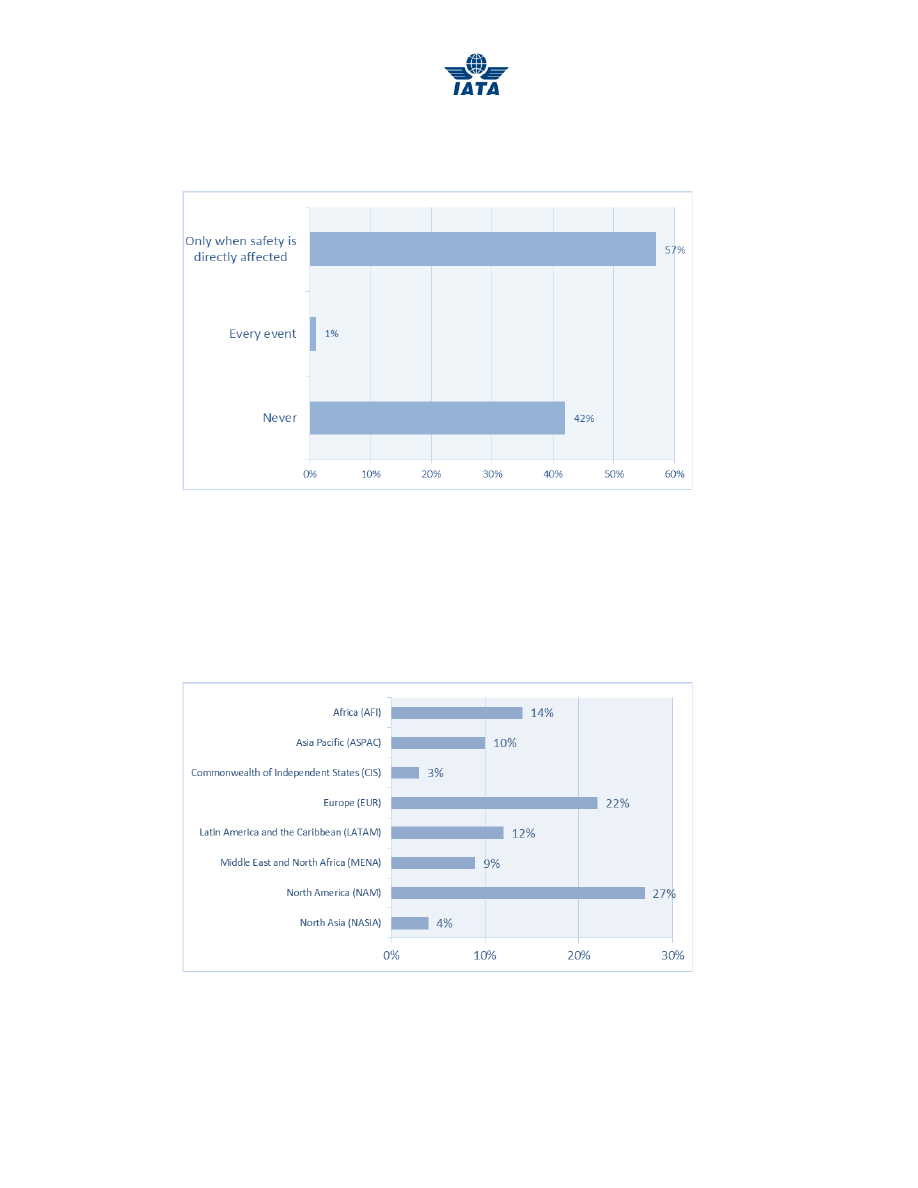 IATA
Only when safety is
directly affected
57%
Every event
1%
Never
42%
0% 10% 20% 30% 40% 50% 60%
Africa (AFI)
14%
Asia Pacific (ASPAC)
10%
Commonwealth of Independent States (CIS)
3%
Europe (EUR)
22%
Latin America and the Caribbean (LATAM)
12%
Middle East and North Africa (MENA)
9%
North America (NAM)
27%
North Asia (NASIA)
4%
0% 10% 20% 30%